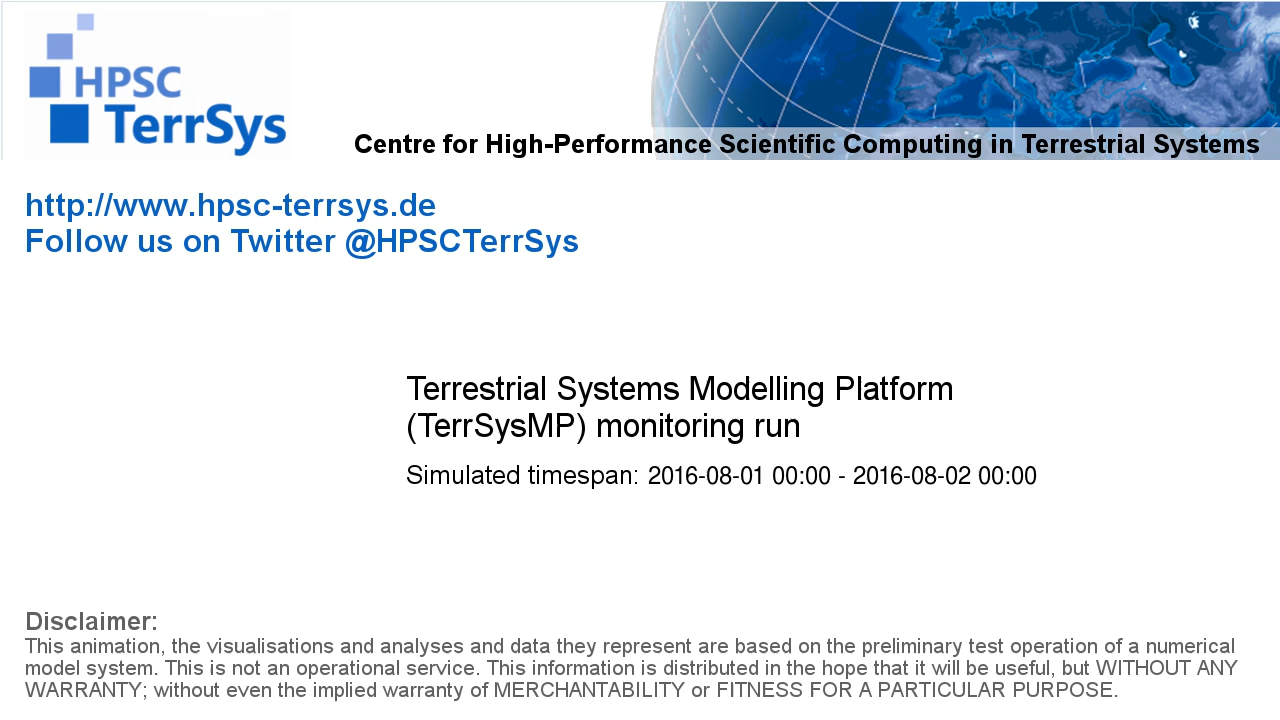 HPSC
TerrSys
Centre for High-Performance Scientific Computing in Terrestrial Systems
http://www.hpsc-terrsys.de
Follow us on Twitter @HPSCTerrSys
Terrestrial Systems Modelling Platform
(TerrSysMP) monitoring run
Simulated timespan: 2016-08-01 00:00 - 2016-08-02 00:00
Disclaimer:
This animation, the visualisations and analyses and data they represent are based on the preliminary test operation of a numerical
model system. This is not an operational service. This information is distributed in the hope that it will be useful, but WITHOUT ANY
WARRANTY; without even the implied warranty of MERCHANTABILITY or FITNESS FOR A PARTICULAR PURPOSE.